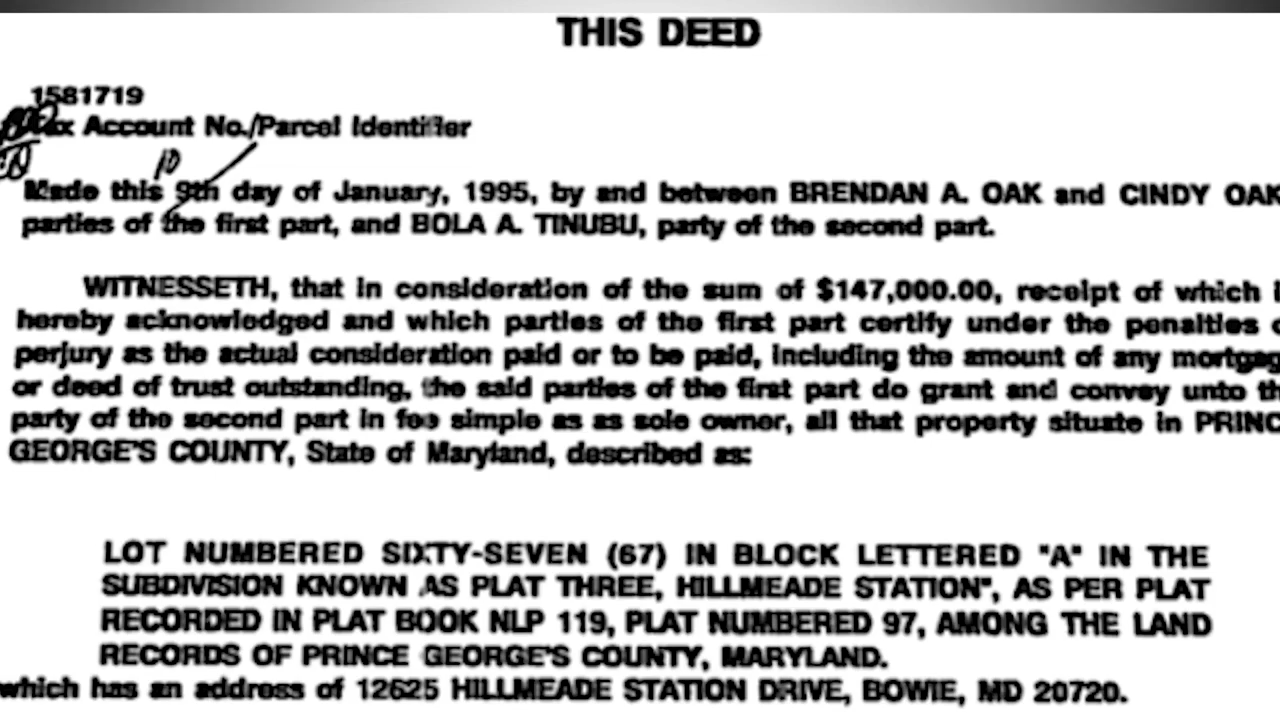 THIS DEED
1581719
Tax Account No./Parcel Identifier
10
Made this 9th day of January, 1995, by and between BRENDAN A. OAK and CINDY OAK
parties of the first part, and BOLA A. TINUBU, party of the second part.
WITNESSETH, that in consideration of the sum of $147,000.00, receipt of which i
hereby acknowledged and which parties of the first part certify under the penalties o
perjury as the actual consideration paid or to be paid, including the amount of any mortgag
or deed of trust outstanding, the said parties of the first part do grant and convey unto th
party of the second part in fee simple as as sole owner, all that property situate in PRINC
GEORGE'S COUNTY, State of Maryland, described as:
LOT NUMBERED SIXTY-SEVEN (67) IN BLOCK LETTERED "A" IN THE
SUBDIVISION KNOWN AS PLAT THREE, HILLMEADE STATION", AS PER PLAT
RECORDED IN PLAT BOOK NLP 119, PLAT NUMBERED 97, AMONG THE LAND
RECORDS OF PRINCE GEORGE'S COUNTY, MARYLAND.
which has an address of 12625 HILLMEADE STATION DRIVE, BOWIE, MD 20720.